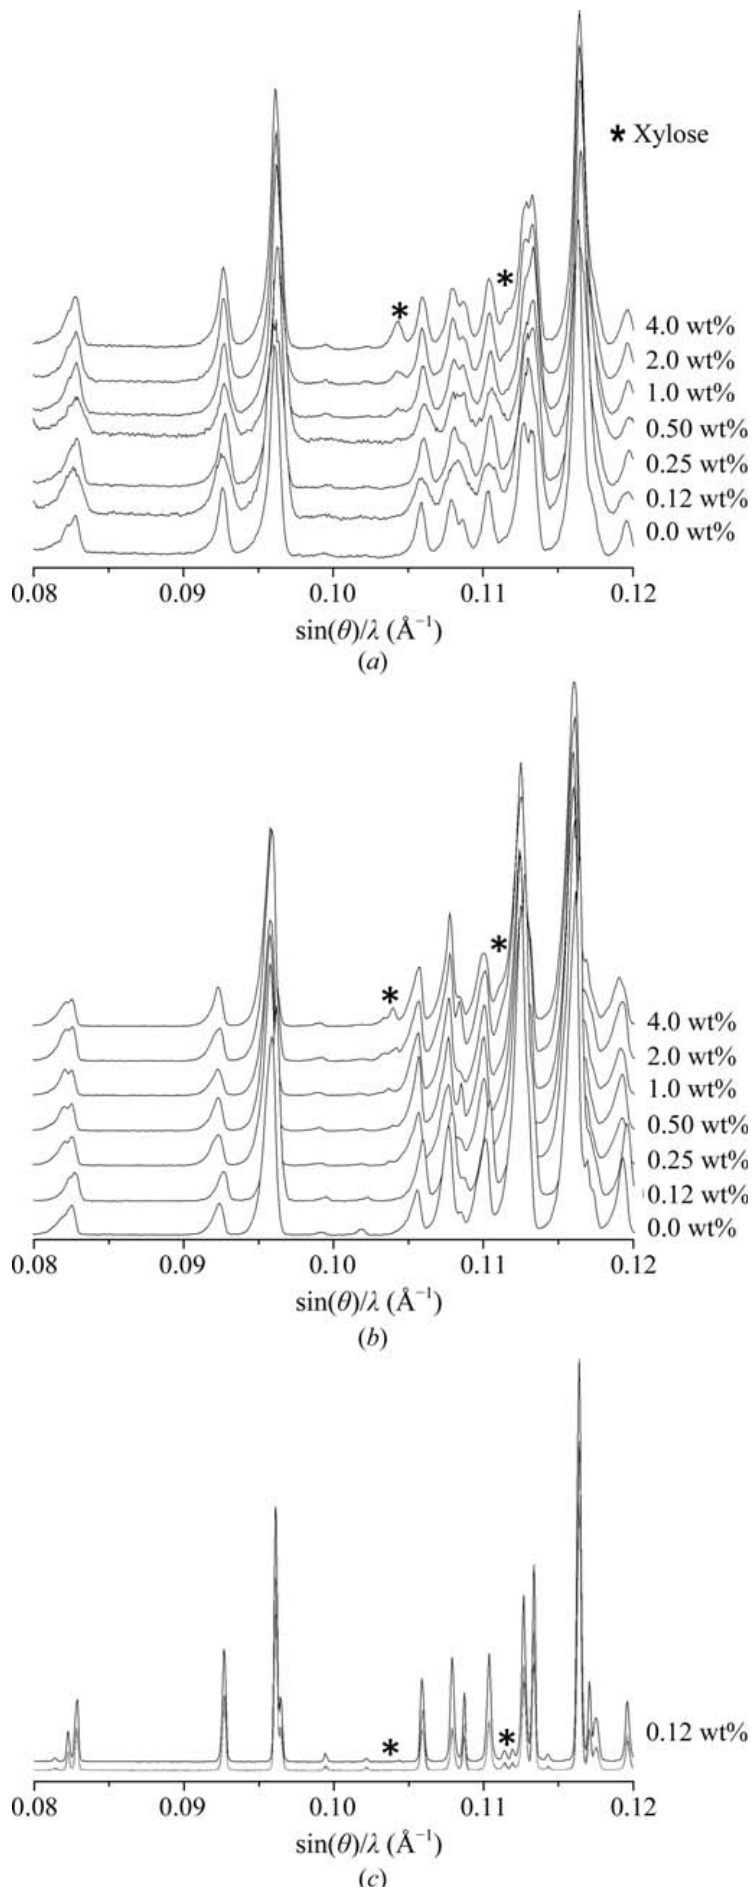 * Xylose
*
*
4.0 wt%
2.0 wt%
1.0 wt%
0.50 wt%
0.25 wt%
0.12 wt%
0.0 wt%
0.08 0.09 0.10 0.11 0.12
sin(θ)/λ (Å⁻¹)
(a)
*
*
4.0 wt%
2.0 wt%
1.0 wt%
0.50 wt%
0.25 wt%
0.12 wt%
0.0 wt%
0.08 0.09 0.10 0.11 0.12
sin(θ)/λ (Å⁻¹)
(b)
* * 0.12 wt%
0.08 0.09 0.10 0.11 0.12
sin(θ)/λ (Å⁻¹)
(c)